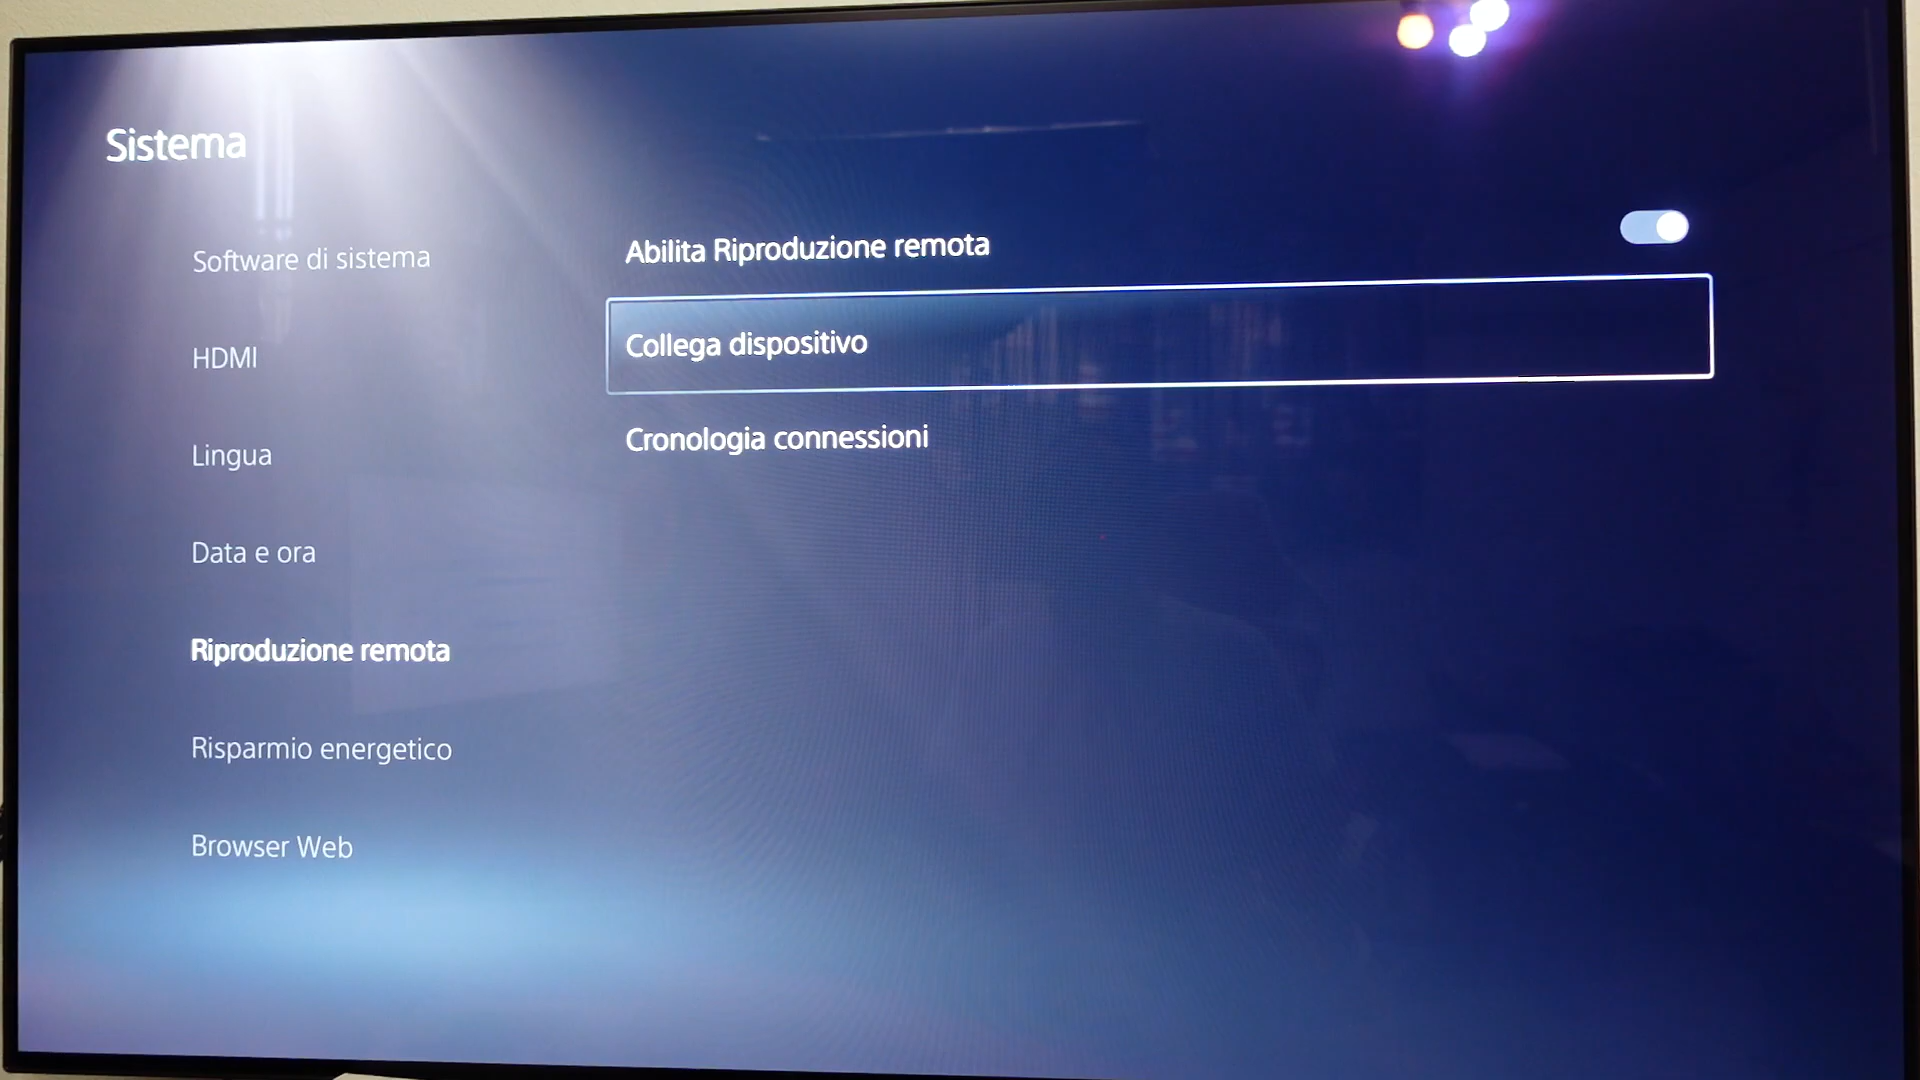 Sistema
Software di sistema
HDMI
Lingua
Data e ora
Riproduzione remota
Risparmio energetico
Browser Web
Abilita Riproduzione remota
Collega dispositivo
Cronologia connessioni